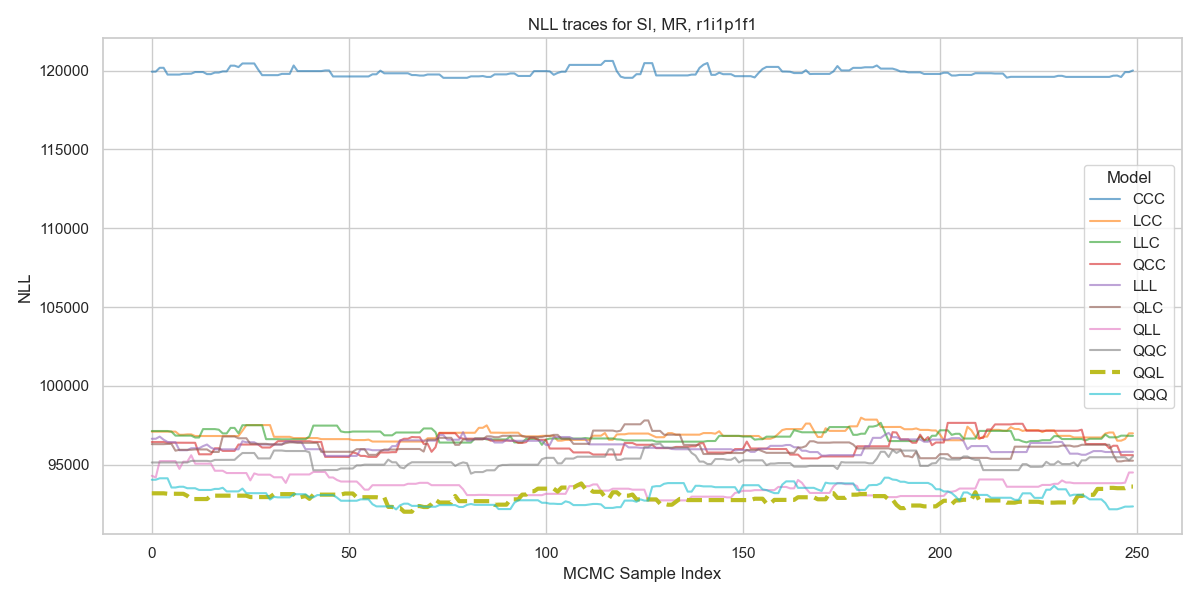 NLL traces for SI, MR, r1i1p1f1
120000
115000
110000
105000
100000
95000
NLL
0
50
100
150
200
250
MCMC Sample Index
Model
CCC
LCC
LLC
QCC
LLL
QLC
QLL
QQC
QQL
QQQ